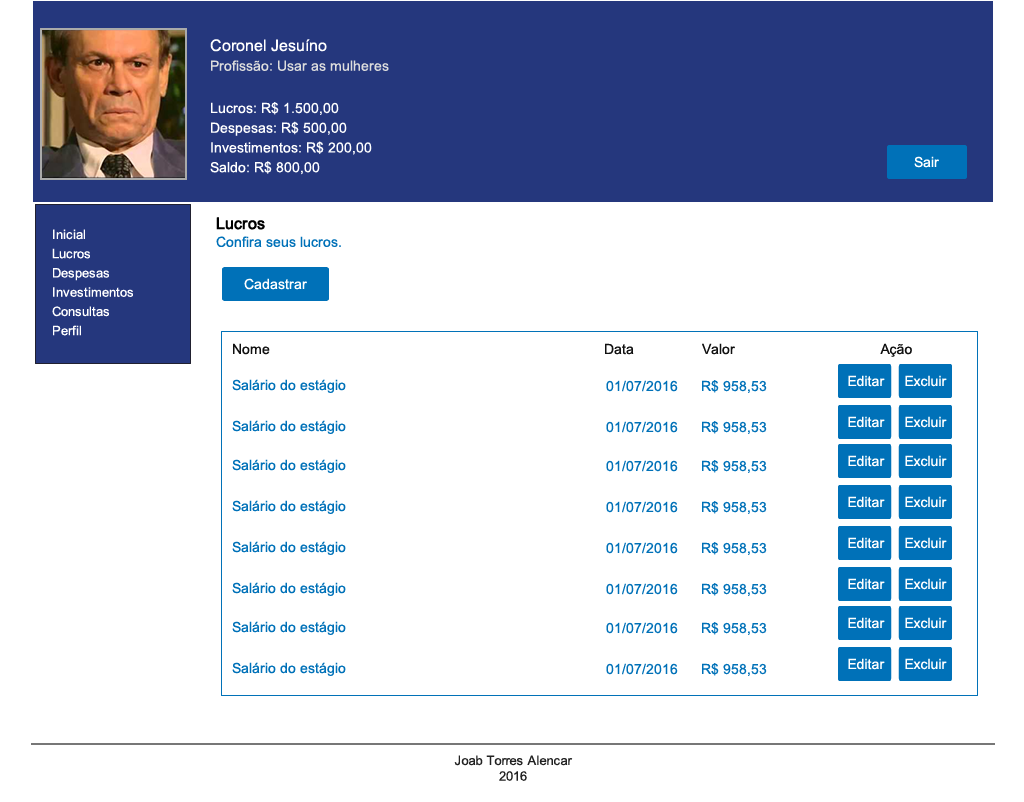 Coronel Jesuíno
Profissão: Usar as mulheres
Lucros: R$ 1.500,00
Despesas: R$ 500,00
Investimentos: R$ 200,00
Saldo: R$ 800,00
Sair
Inicial
Lucros
Despesas
Investimentos
Consultas
Perfil
Lucros
Confira seus lucros.
Cadastrar
Nome Data Valor Ação
Salário do estágio 01/07/2016 R$ 958,53 Editar Excluir
Salário do estágio 01/07/2016 R$ 958,53 Editar Excluir
Salário do estágio 01/07/2016 R$ 958,53 Editar Excluir
Salário do estágio 01/07/2016 R$ 958,53 Editar Excluir
Salário do estágio 01/07/2016 R$ 958,53 Editar Excluir
Salário do estágio 01/07/2016 R$ 958,53 Editar Excluir
Salário do estágio 01/07/2016 R$ 958,53 Editar Excluir
Salário do estágio 01/07/2016 R$ 958,53 Editar Excluir
Joab Torres Alencar
2016